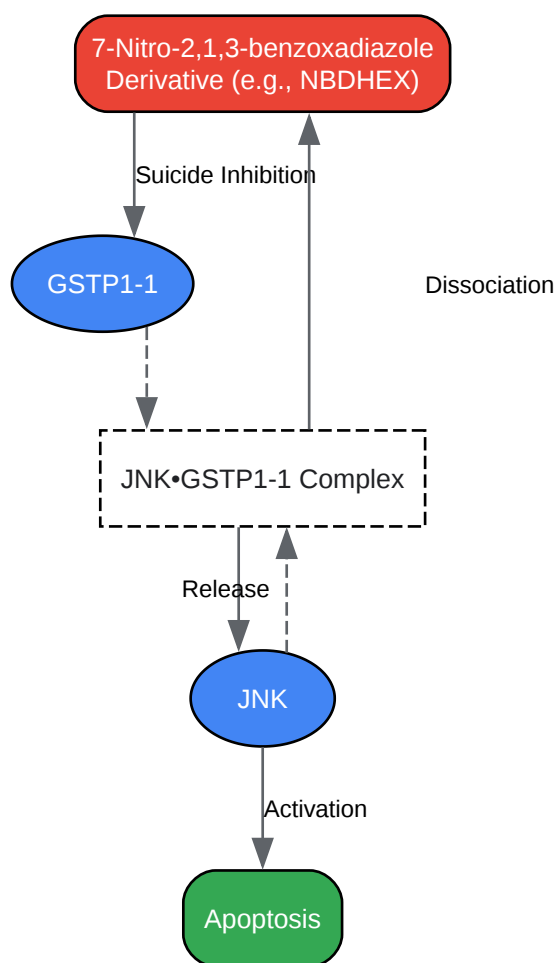 7-Nitro-2,1,3-benzoxadiazole
Derivative (e.g., NBDHEX)
Suicide Inhibition
GSTP1-1
Dissociation
JNK•GSTP1-1 Complex
Release
JNK
Activation
Apoptosis